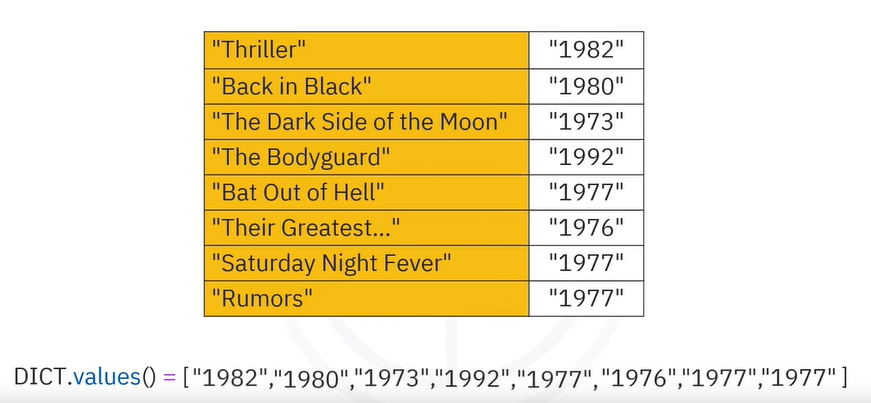 "Thriller" "1982"
"Back in Black" "1980"
"The Dark Side of the Moon" "1973"
"The Bodyguard" "1992"
"Bat Out of Hell" "1977"
"Their Greatest..." "1976"
"Saturday Night Fever" "1977"
"Rumors" "1977"
DICT.values() = ["1982","1980","1973","1992","1977","1976","1977","1977"]